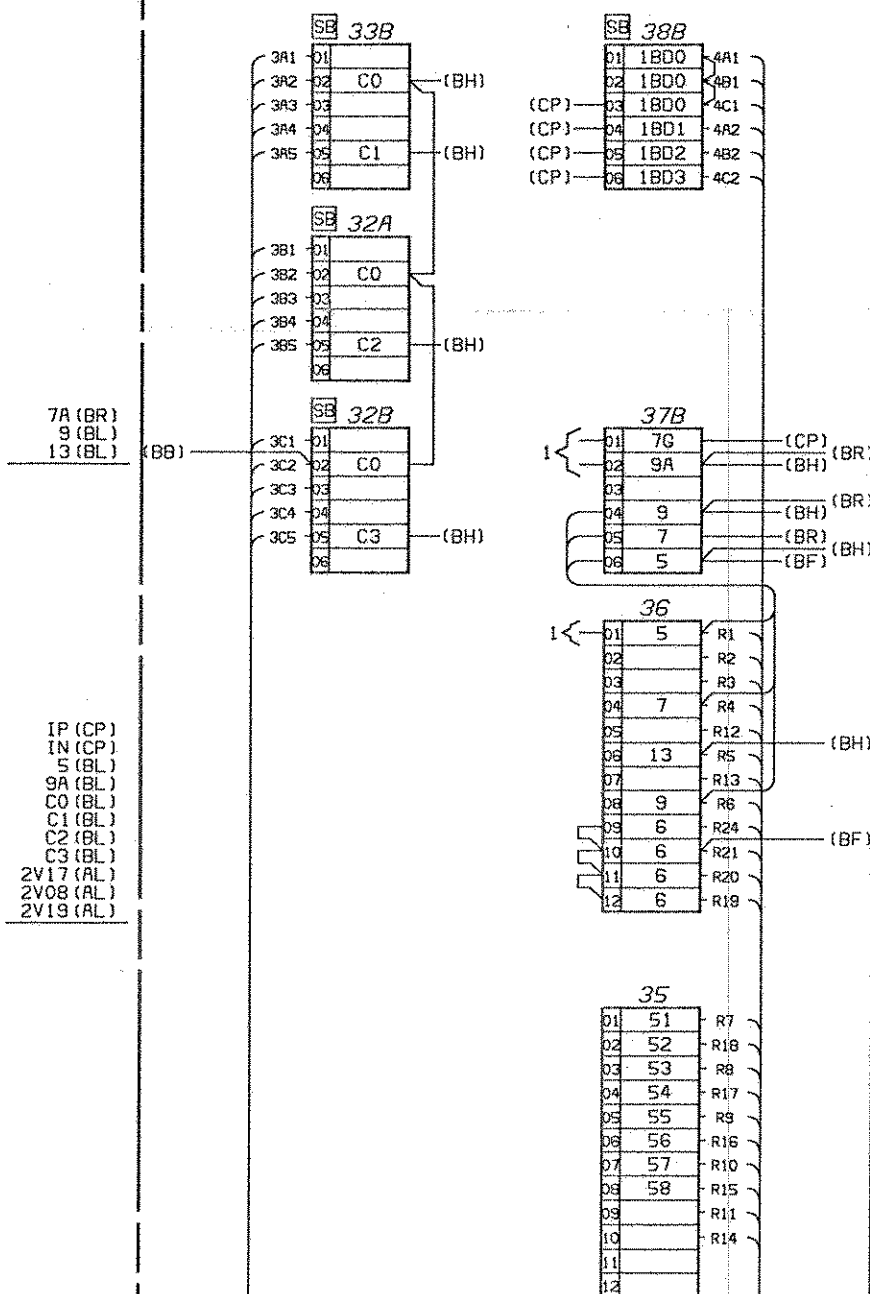 SB 33B
3A1 01
3A2 02 C0 (BH)
3A3 03
3A4 04
3A5 05 C1 (BH)
06
SB 32A
3B1 01
3B2 02 C0
3B3 03
3B4 04
3B5 05 C2 (BH)
06
SB 32B
3C1 01
3C2 02 C0
3C3 03
3C4 04
3C5 05 C3 (BH)
06
7A (BR)
9 (BL)
13 (BL) (BB)
IP (CP)
IN (CP)
5 (BL)
9A (BL)
C0 (BL)
C1 (BL)
C2 (BL)
C3 (BL)
2V17 (AL)
2V08 (AL)
2V19 (AL)
SB 38B
01 1BD0 4A1
02 1BD0 4B1
(CP) 03 1BD0 4C1
(CP) 04 1BD1 4A2
(CP) 05 1BD2 4B2
(CP) 06 1BD3 4C2
37B
01 7G (CP)
1 (BR)
02 9A (BH)
03
(BR)
04 9 (BH)
05 7 (BR)
(BH)
06 5 (BF)
36
1 01 5 R1
02 R2
03 R3
04 7 R4
05 R12
(BH)
06 13 R5
07 R13
08 9 R6
09 6 R24
(BF)
10 6 R21
11 6 R20
12 6 R19
35
01 51 R7
02 52 R18
03 53 R8
04 54 R17
05 55 R9
06 56 R16
07 57 R10
08 58 R15
09 R11
10 R14
11
12